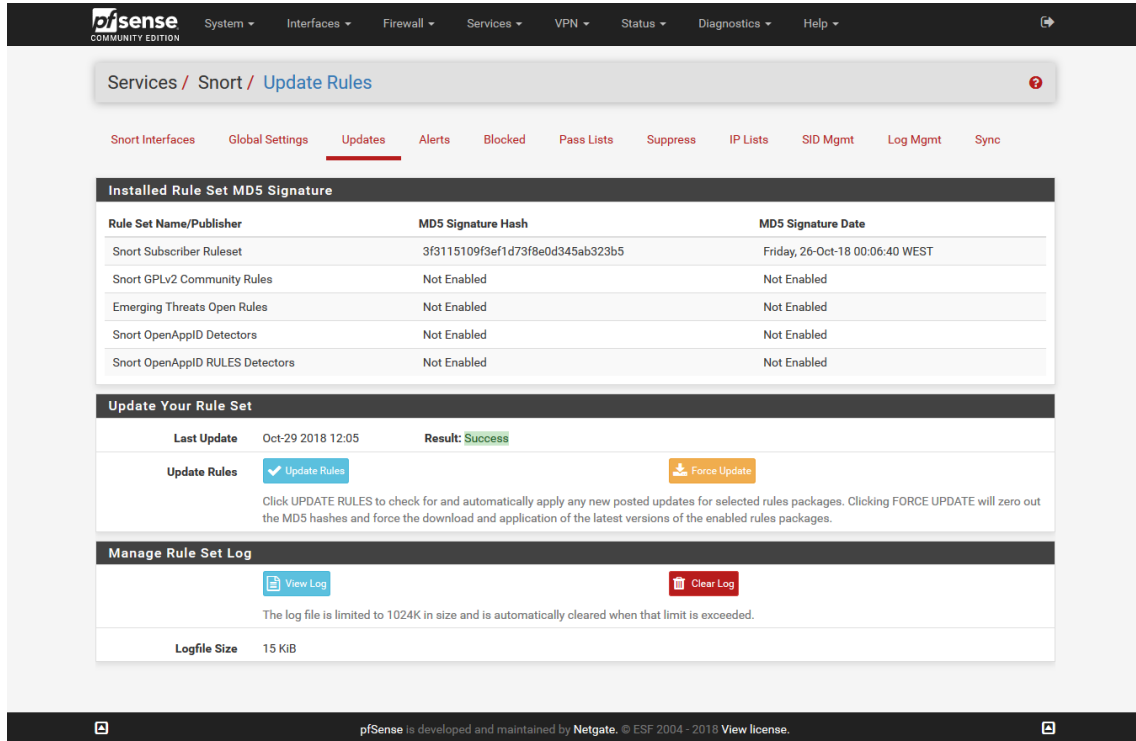 pfsense System Interfaces Firewall Services VPN Status Diagnostics Help
COMMUNITY EDITION
Services / Snort / Update Rules
Snort Interfaces Global Settings Updates Alerts Blocked Pass Lists Suppress IP Lists SID Mgmt Log Mgmt Sync
Installed Rule Set MD5 Signature
Rule Set Name/Publisher MD5 Signature Hash MD5 Signature Date
Snort Subscriber Ruleset 3f3115109f3ef1d73f8e0d345ab323b5 Friday, 26-Oct-18 00:06:40 WEST
Snort GPLv2 Community Rules Not Enabled Not Enabled
Emerging Threats Open Rules Not Enabled Not Enabled
Snort OpenAppID Detectors Not Enabled Not Enabled
Snort OpenAppID RULES Detectors Not Enabled Not Enabled
Update Your Rule Set
Last Update Oct-29 2018 12:05 Result: Success
Update Rules Update Rules Force Update
Click UPDATE RULES to check for and automatically apply any new posted updates for selected rules packages. Clicking FORCE UPDATE will zero out
the MD5 hashes and force the download and application of the latest versions of the enabled rules packages.
Manage Rule Set Log
View Log Clear Log
The log file is limited to 1024K in size and is automatically cleared when that limit is exceeded.
Logfile Size 15 KiB
pfSense is developed and maintained by Netgate. © ESF 2004 - 2018 View license.